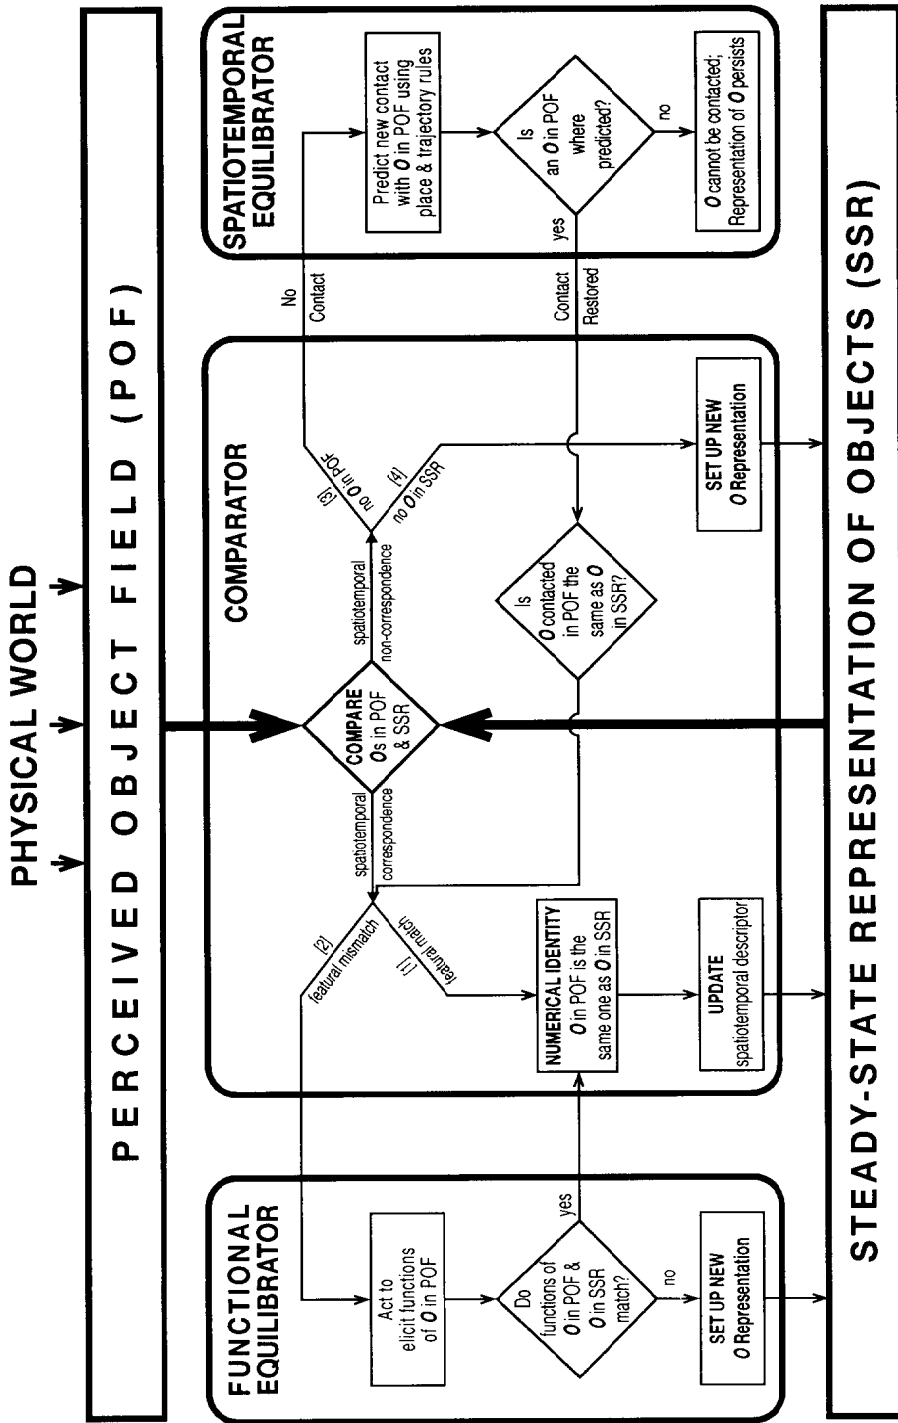 PHYSICAL WORLD
PERCEIVED OBJECT FIELD (POF)
FUNCTIONAL
EQUILIBRATOR
Act to
elicit functions
of O in POF
Do
functions of
O in POF &
O in SSR
match?
yes
no
SET UP NEW
O Representation
COMPARATOR
COMPARE
Os in POF
& SSR
spatiotemporal
correspondence
spatiotemporal
non-correspondence
[2]
featural mismatch
featural match
[1]
[3]
no O in POF
[4]
no O in SSR
NUMERICAL IDENTITY
O in POF is the
same one as O in SSR
UPDATE
spatiotemporal descriptor
Is
O contacted
in POF the
same as O
in SSR?
SET UP NEW
O Representation
No
Contact
Contact
Restored
SPATIOTEMPORAL
EQUILIBRATOR
Predict new contact
with O in POF using
place & trajectory rules
Is
an O in POF
where
predicted?
yes
no
O cannot be contacted;
Representation of O persists
STEADY-STATE REPRESENTATION OF OBJECTS (SSR)